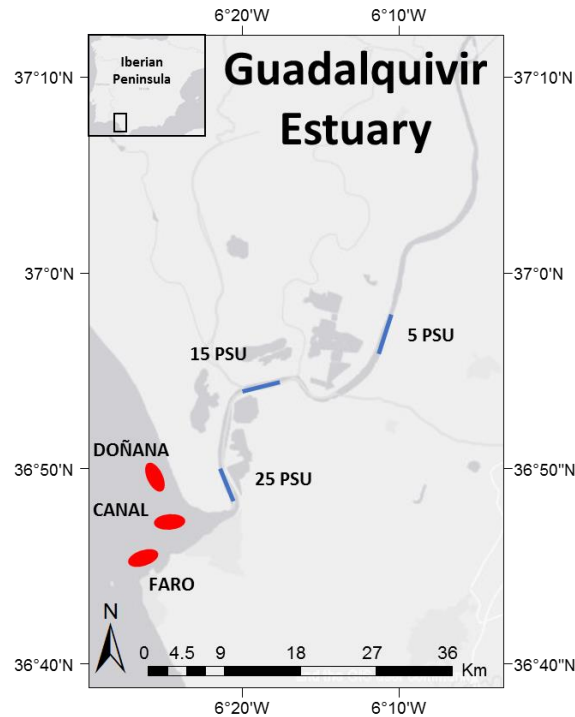 6°20'W 6°10'W
Iberian
Peninsula
Guadalquivir
Estuary
37°10'N 37°10'N
37°0'N 37°0'N
5 PSU
15 PSU
DOÑANA
36°50'N 36°50'N
25 PSU
CANAL
FARO
N
0 4.5 9 18 27 36
Km
36°40'N 36°40'N
6°20'W 6°10'W